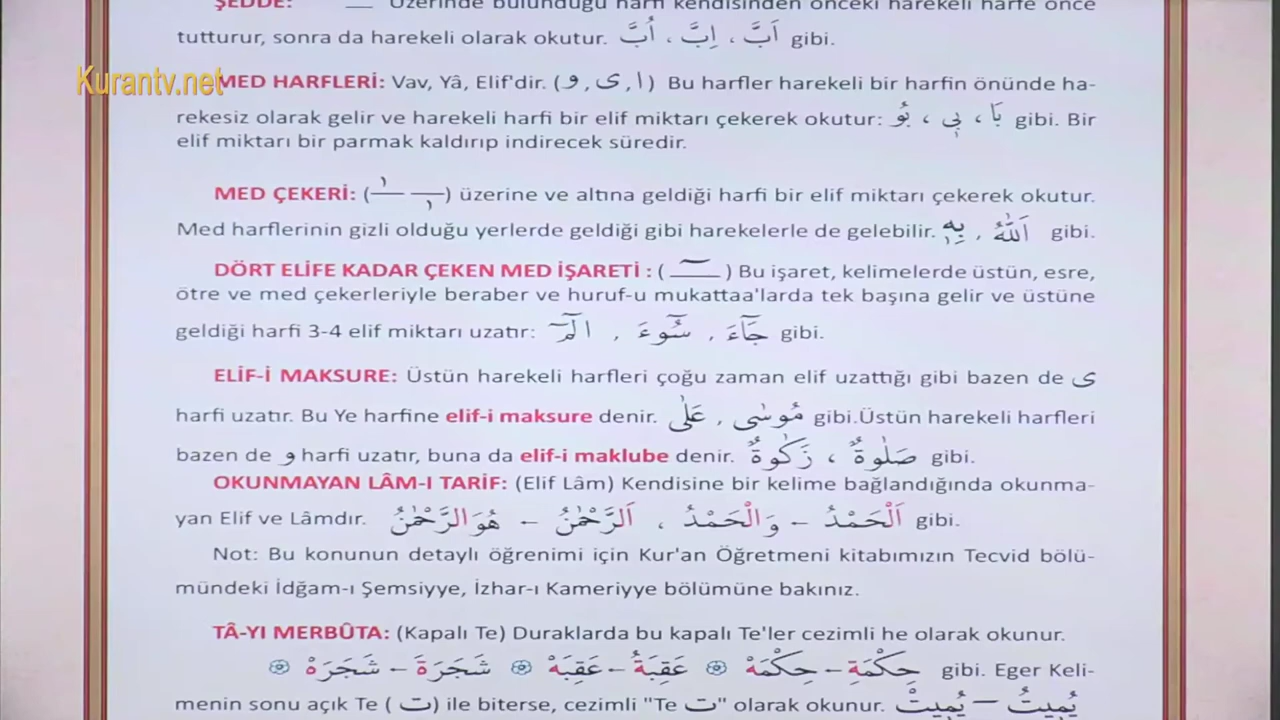 ŞEDDE: Üzerinde bulunduğu harfi kendisinden önceki harekeli harfe önce
tutturur, sonra da harekeli olarak okutur. اَبَّ ، اِبَّ ، اُبَّ gibi.
Kurantv.net
MED HARFLERİ: Vav, Yâ, Elif'dir. (ا , ى , و) Bu harfler harekeli bir harfin önünde ha-
rekesiz olarak gelir ve harekeli harfi bir elif miktarı çekerek okutur: بَا ، بِي ، بُو gibi. Bir
elif miktarı bir parmak kaldırıp indirecek süredir.
MED ÇEKERİ: ( ) üzerine ve altına geldiği harfi bir elif miktarı çekerek okutur.
Med harflerinin gizli olduğu yerlerde geldiği gibi harekelerle de gelebilir. اَللّٰهُ , بِهٖ gibi.
DÖRT ELİFE KADAR ÇEKEN MED İŞARETİ : ( ) Bu işaret, kelimelerde üstün, esre,
ötre ve med çekerleriyle beraber ve huruf-u mukattaa'larda tek başına gelir ve üstüne
geldiği harfi 3-4 elif miktarı uzatır: جَآءَ , سُٓوءَ , الٓمٓ gibi.
ELİF-İ MAKSURE: Üstün harekeli harfleri çoğu zaman elif uzattığı gibi bazen de ى
harfi uzatır. Bu Ye harfine elif-i maksure denir. مُوسٰى , عَلٰى gibi.Üstün harekeli harfleri
bazen de و harfi uzatır, buna da elif-i maklube denir. صَلٰوةٌ ، زَكٰوةٌ gibi.
OKUNMAYAN LÂM-I TARİF: (Elif Lâm) Kendisine bir kelime bağlandığında okunma-
yan Elif ve Lâmdır. اَلْحَمْدُ – وَالْحَمْدُ ، اَلرَّحْمٰنُ – هُوَ الرَّحْمٰنُ gibi.
Not: Bu konunun detaylı öğrenimi için Kur'an Öğretmeni kitabımızın Tecvid bölü-
mündeki İdğam-ı Şemsiyye, İzhar-ı Kameriyye bölümüne bakınız.
TÂ-YI MERBÛTA: (Kapalı Te) Duraklarda bu kapalı Te'ler cezimli he olarak okunur.
حِكْمَةِ – حِكْمَهْ عَقِبَةُ – عَقِبَهْ شَجَرَةَ – شَجَرَهْ gibi. Eger Keli-
menin sonu açık Te ( ت ) ile biterse, cezimli "Te ت" olarak okunur. يُمِيتُ – يُمِيتْ